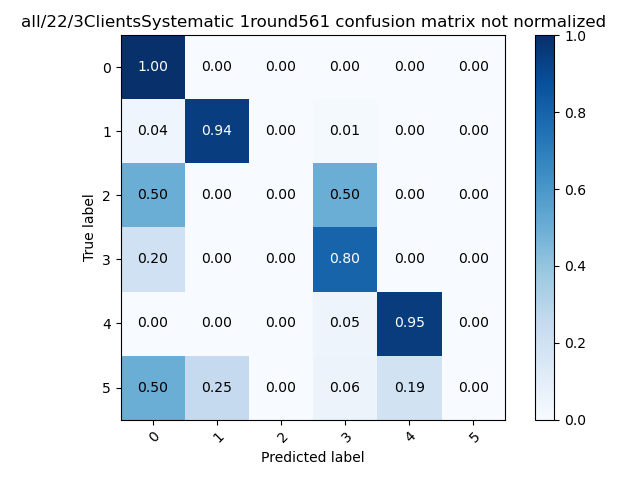 all/22/3ClientsSystematic 1round561 confusion matrix not normalized
0 1.00 0.00 0.00 0.00 0.00 0.00
1 0.04 0.94 0.00 0.01 0.00 0.00
2 0.50 0.00 0.00 0.50 0.00 0.00
3 0.20 0.00 0.00 0.80 0.00 0.00
4 0.00 0.00 0.00 0.05 0.95 0.00
5 0.50 0.25 0.00 0.06 0.19 0.00
0 1 2 3 4 5
True label
Predicted label
1.0
0.8
0.6
0.4
0.2
0.0